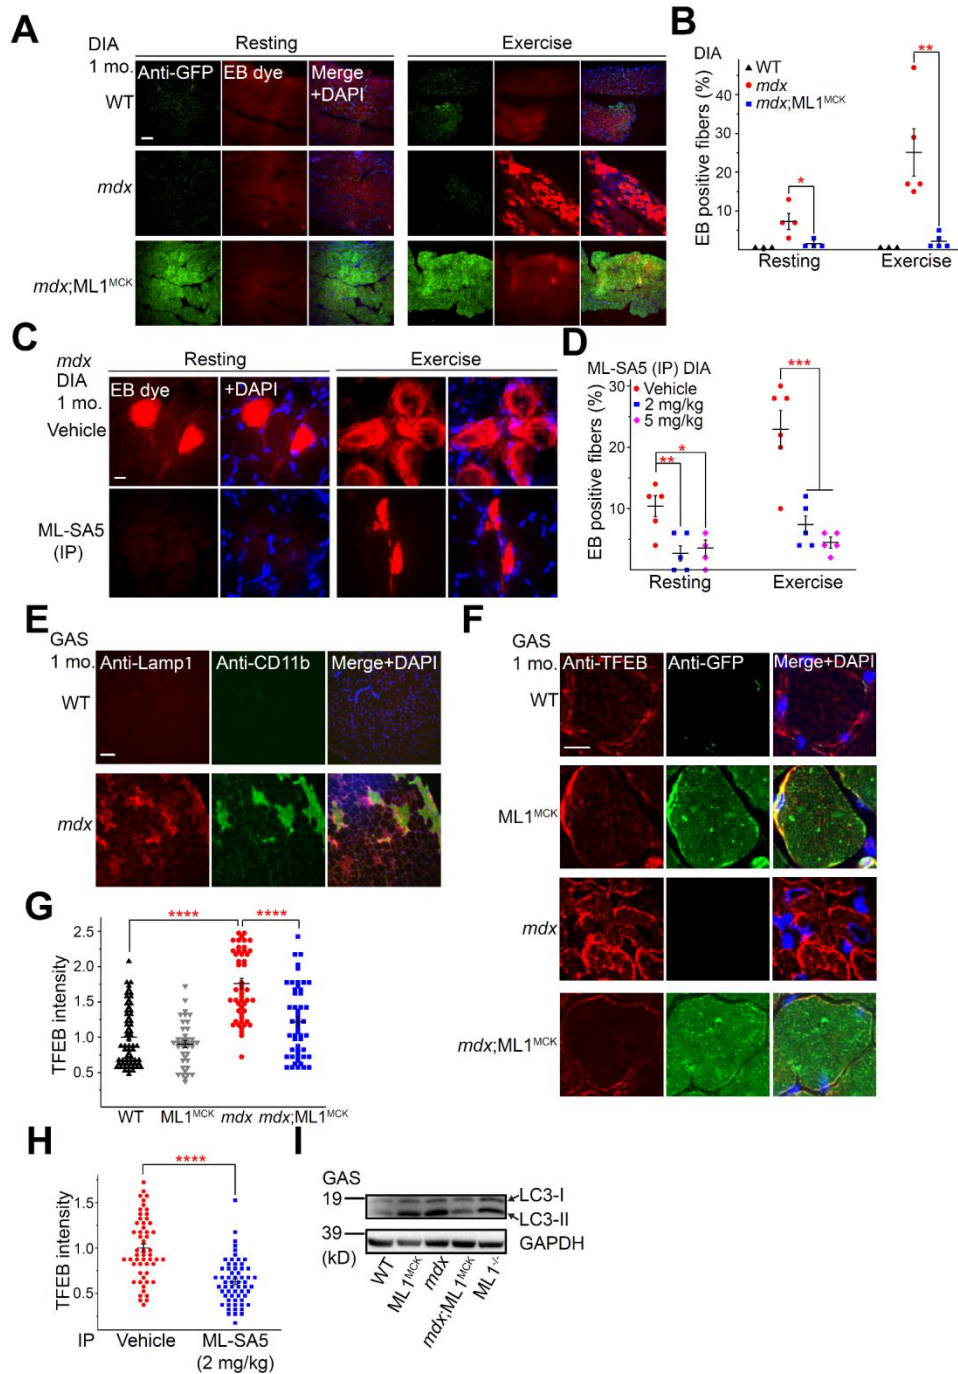 A
DIA
1 mo.
Resting
Exercise
Anti-GFP
EB dye
Merge
+DAPI
WT
mdx
mdx;ML1MCK
B
DIA
WT
mdx
mdx;ML1MCK
EB positive fibers (%)
40
30
20
10
*
**
Resting
Exercise
C
mdx
DIA
1 mo.
Resting
Exercise
EB dye
+DAPI
Vehicle
ML-SA5
(IP)
D
ML-SA5 (IP) DIA
Vehicle
2 mg/kg
5 mg/kg
EB positive fibers (%)
30
20
10
**
*
***
Resting
Exercise
E
GAS
1 mo.
Anti-Lamp1
Anti-CD11b
Merge+DAPI
WT
mdx
F
GAS
1 mo.
Anti-TFEB
Anti-GFP
Merge+DAPI
WT
ML1MCK
mdx
mdx;ML1MCK
G
TFEB intensity
2.5
2.0
1.5
1.0
0.5
****
****
WT
ML1MCK
mdx
mdx;ML1MCK
H
TFEB intensity
1.5
1.0
0.5
****
IP
Vehicle
ML-SA5
(2 mg/kg)
I
GAS
19
39
(kD)
LC3-I
LC3-II
GAPDH
WT
ML1MCK
mdx
mdx;ML1MCK
ML1-/-